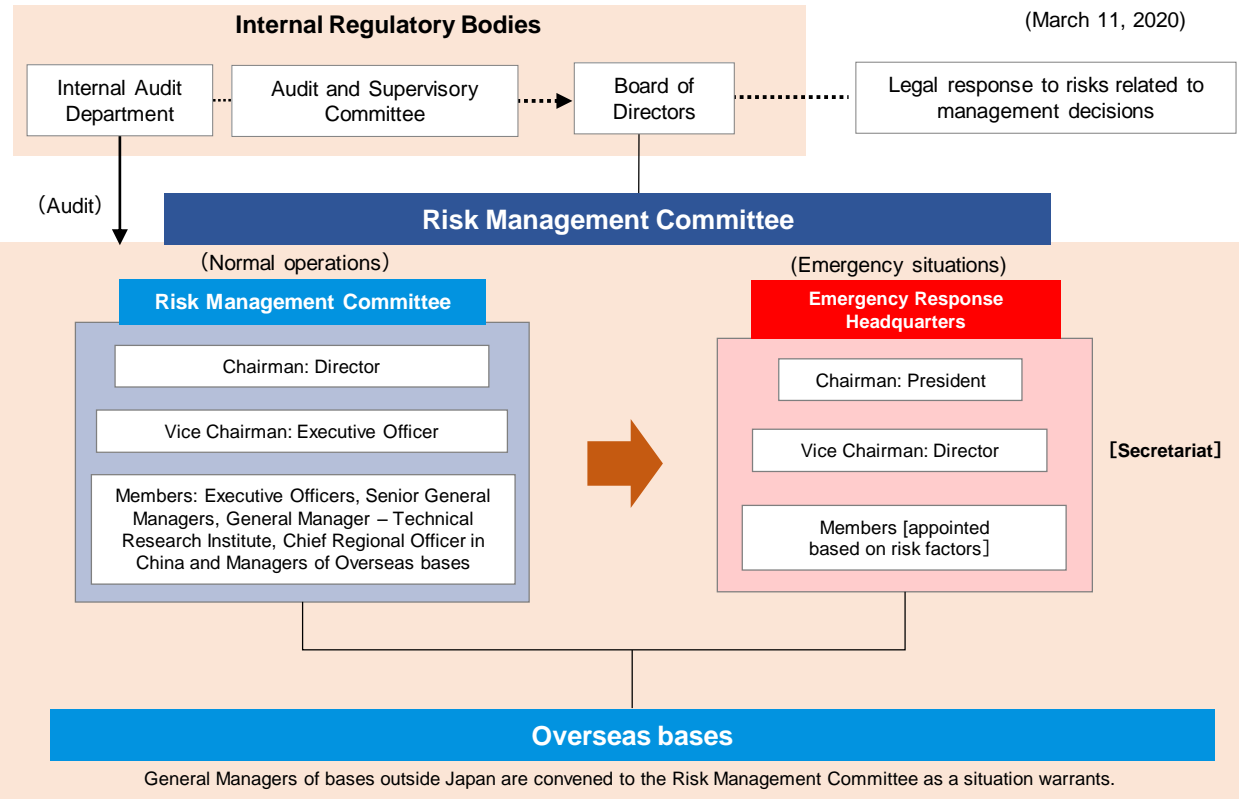 Internal Regulatory Bodies
(March 11, 2020)
Internal Audit
Department
Audit and Supervisory
Committee
Board of
Directors
Legal response to risks related to
management decisions
（Audit）
Risk Management Committee
（Normal operations）
(Emergency situations)
Risk Management Committee
Chairman: Director
Vice Chairman: Executive Officer
Members: Executive Officers, Senior General
Managers, General Manager – Technical
Research Institute, Chief Regional Officer in
China and Managers of Overseas bases
Emergency Response
Headquarters
Chairman: President
Vice Chairman: Director
Members [appointed
based on risk factors］
［Secretariat］
Overseas bases
General Managers of bases outside Japan are convened to the Risk Management Committee as a situation warrants.